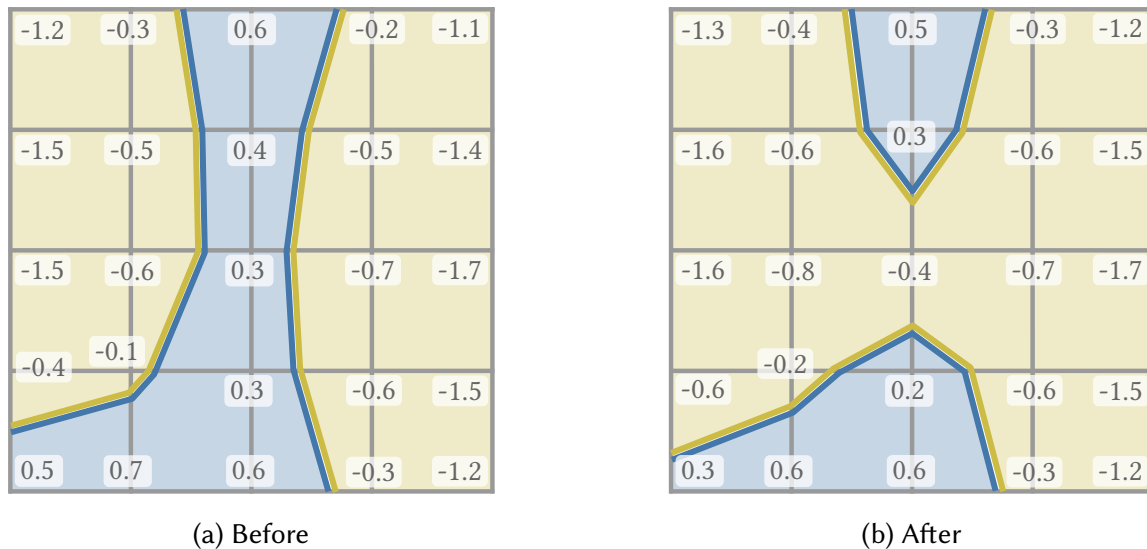 -1.2 -0.3 0.6 -0.2 -1.1
-1.5 -0.5 0.4 -0.5 -1.4
-1.5 -0.6 0.3 -0.7 -1.7
-0.4 -0.1 0.3 -0.6 -1.5
0.5 0.7 0.6 -0.3 -1.2
(a) Before
-1.3 -0.4 0.5 -0.3 -1.2
-1.6 -0.6 0.3 -0.6 -1.5
-1.6 -0.8 -0.4 -0.7 -1.7
-0.6 -0.2 0.2 -0.6 -1.5
0.3 0.6 0.6 -0.3 -1.2
(b) After